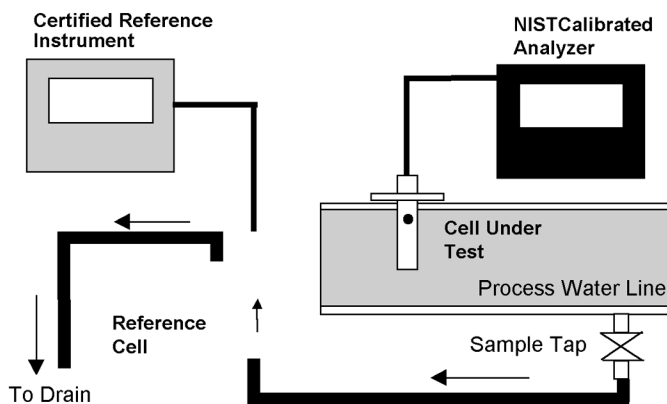 Certified Reference
Instrument
NISTCalibrated
Analyzer
Cell Under
Test
Process Water Line
Reference
Cell
Sample Tap
To Drain